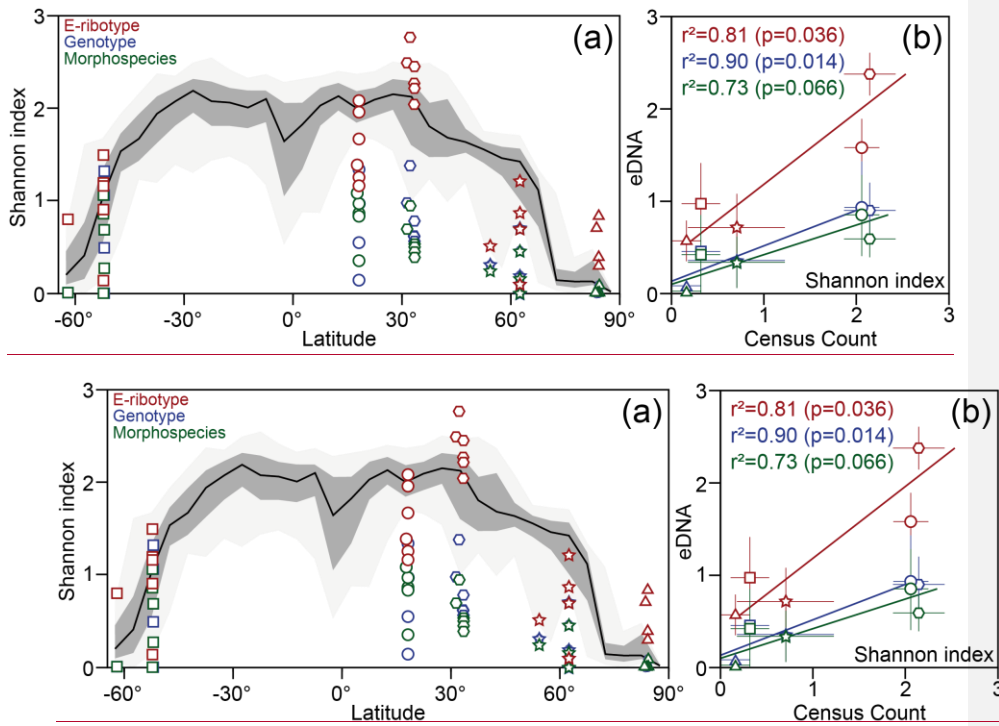 3
2
1
0
Shannon index
E-ribotype
Genotype
Morphospecies
(a)
-60° -30° 0° 30° 60° 90°
Latitude
3
2
1
0
eDNA
r²=0.81 (p=0.036)
r²=0.90 (p=0.014)
r²=0.73 (p=0.066)
(b)
Shannon index
0 1 2 3
Census Count
3
2
1
0
Shannon index
E-ribotype
Genotype
Morphospecies
(a)
-60° -30° 0° 30° 60° 90°
Latitude
3
2
1
0
eDNA
r²=0.81 (p=0.036)
r²=0.90 (p=0.014)
r²=0.73 (p=0.066)
(b)
Shannon index
0 1 2 3
Census Count